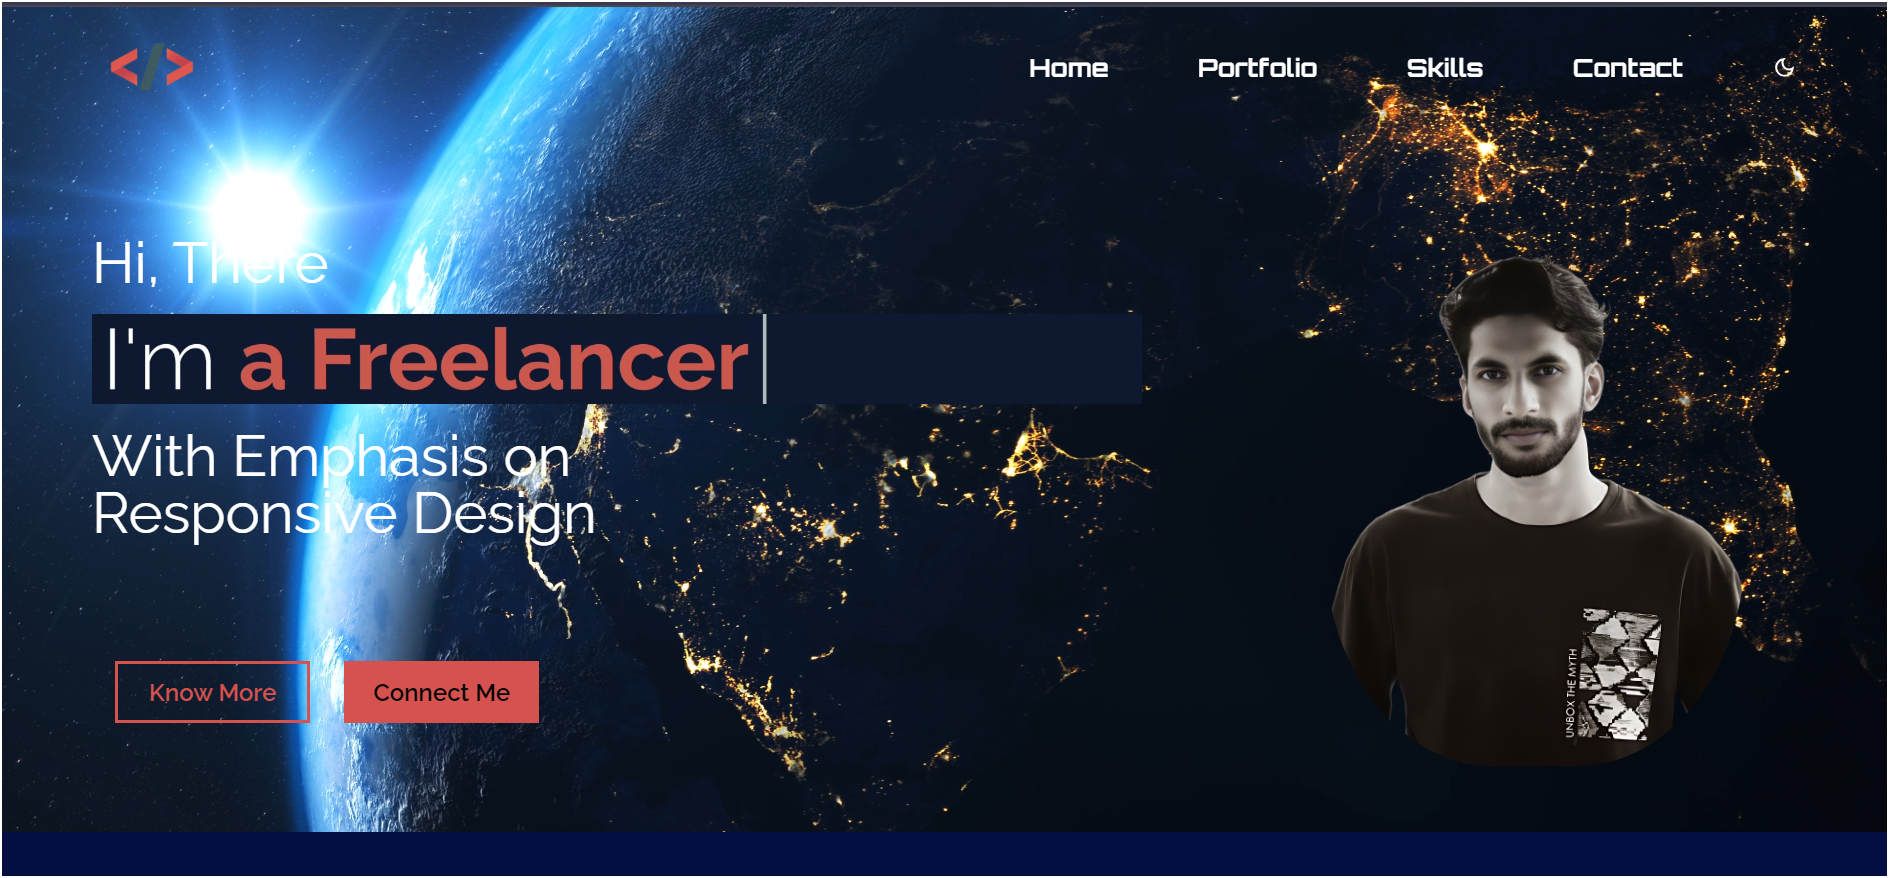 </>
Home Portfolio Skills Contact
Hi, There
I'm a Freelancer
With Emphasis on
Responsive Design
Know More Connect Me
UNBOX THE MYTH